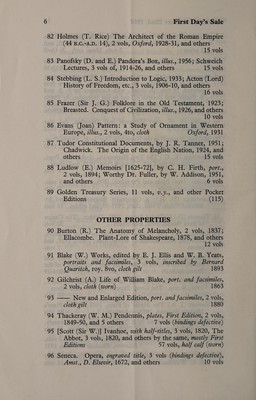 6
First Day's Sale
82 Holmes (T. Rice) The Architect of the Roman Empire
(44 B.C.-A.D. 14), 2 vols, Oxford, 1928-31, and others
15 vols
83 Panofsky (D. and E.) Pandora's Box, illus., 1956; Schweich
Lectures, 3 vols of, 1914-26, and others
15 vols
84 Stebbing (L. S.) Introduction to Logic, 1933; Acton (Lord)
History of Freedom, etc., 3 vols, 1906-10, and others
16 vols
85 Frazer (Sir J. G.) Folklore in the Old Testament, 1923;
Breasted. Conquest of Civilization, illus., 1926, and others
10 vols
86 Evans (Joan) Pattern: a Study of Ornament in Western
Europe, illus., 2 vols, 4to, cloth
Oxford, 1931
87 Tudor Constitutional Documents, by J. R. Tanner, 1951;
Chadwick. The Origin of the English Nation, 1924, and
others
15 vols
88 Ludlow (E.) Memoirs [1625-72], by C. H. Firth, port.,
2 vols, 1894; Worthy Dr. Fuller, by W. Addison, 1951,
and others
6 vols
89 Golden Treasury Series, 11 vols, v.y., and other Pocket
Editions
(115)
OTHER PROPERTIES
90 Burton (R.) The Anatomy of Melancholy, 2 vols, 1837;
Ellacombe. Plant-Lore of Shakespeare, 1878, and others
12 vols
91 Blake (W.) Works, edited by E. J. Ellis and W. B. Yeats,
portraits and facsimiles, 3 vols, inscribed by Bernard
Quaritch, roy. 8vo, cloth gilt
1893
92 Gilchrist (A.) Life of William Blake, port. and facsimiles,
2 vols, cloth (worn)
1863
93 —— New and Enlarged Edition, port. and facsimiles, 2 vols,
cloth gilt
1880
94 Thackeray (W. M.) Pendennis, plates, First Edition, 2 vols,
1849-50, and 5 others
7 vols (bindings defective)
95 [Scott (Sir W.)] Ivanhoe, with half-titles, 3 vols, 1820, The
Abbot, 3 vols, 1820, and others by the same, mostly First
Editions
57 vols, half calf (worn)
96 Seneca. Opera, engraved title, 3 vols (bindings defective),
Amst., D. Elsevir, 1672, and others
10 vols